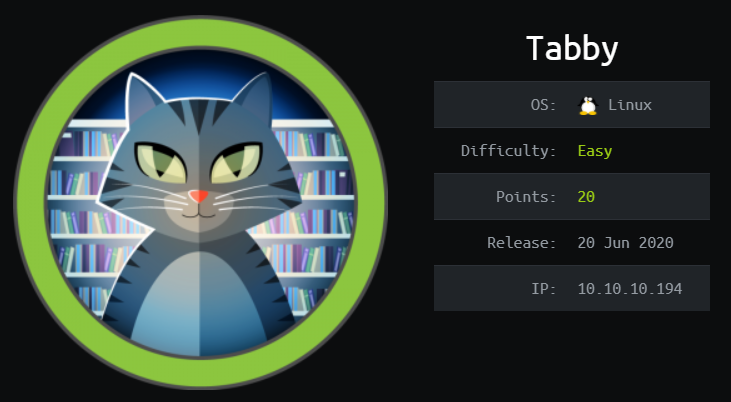 Tabby
OS: Linux
Difficulty: Easy
Points: 20
Release: 20 Jun 2020
IP: 10.10.10.194